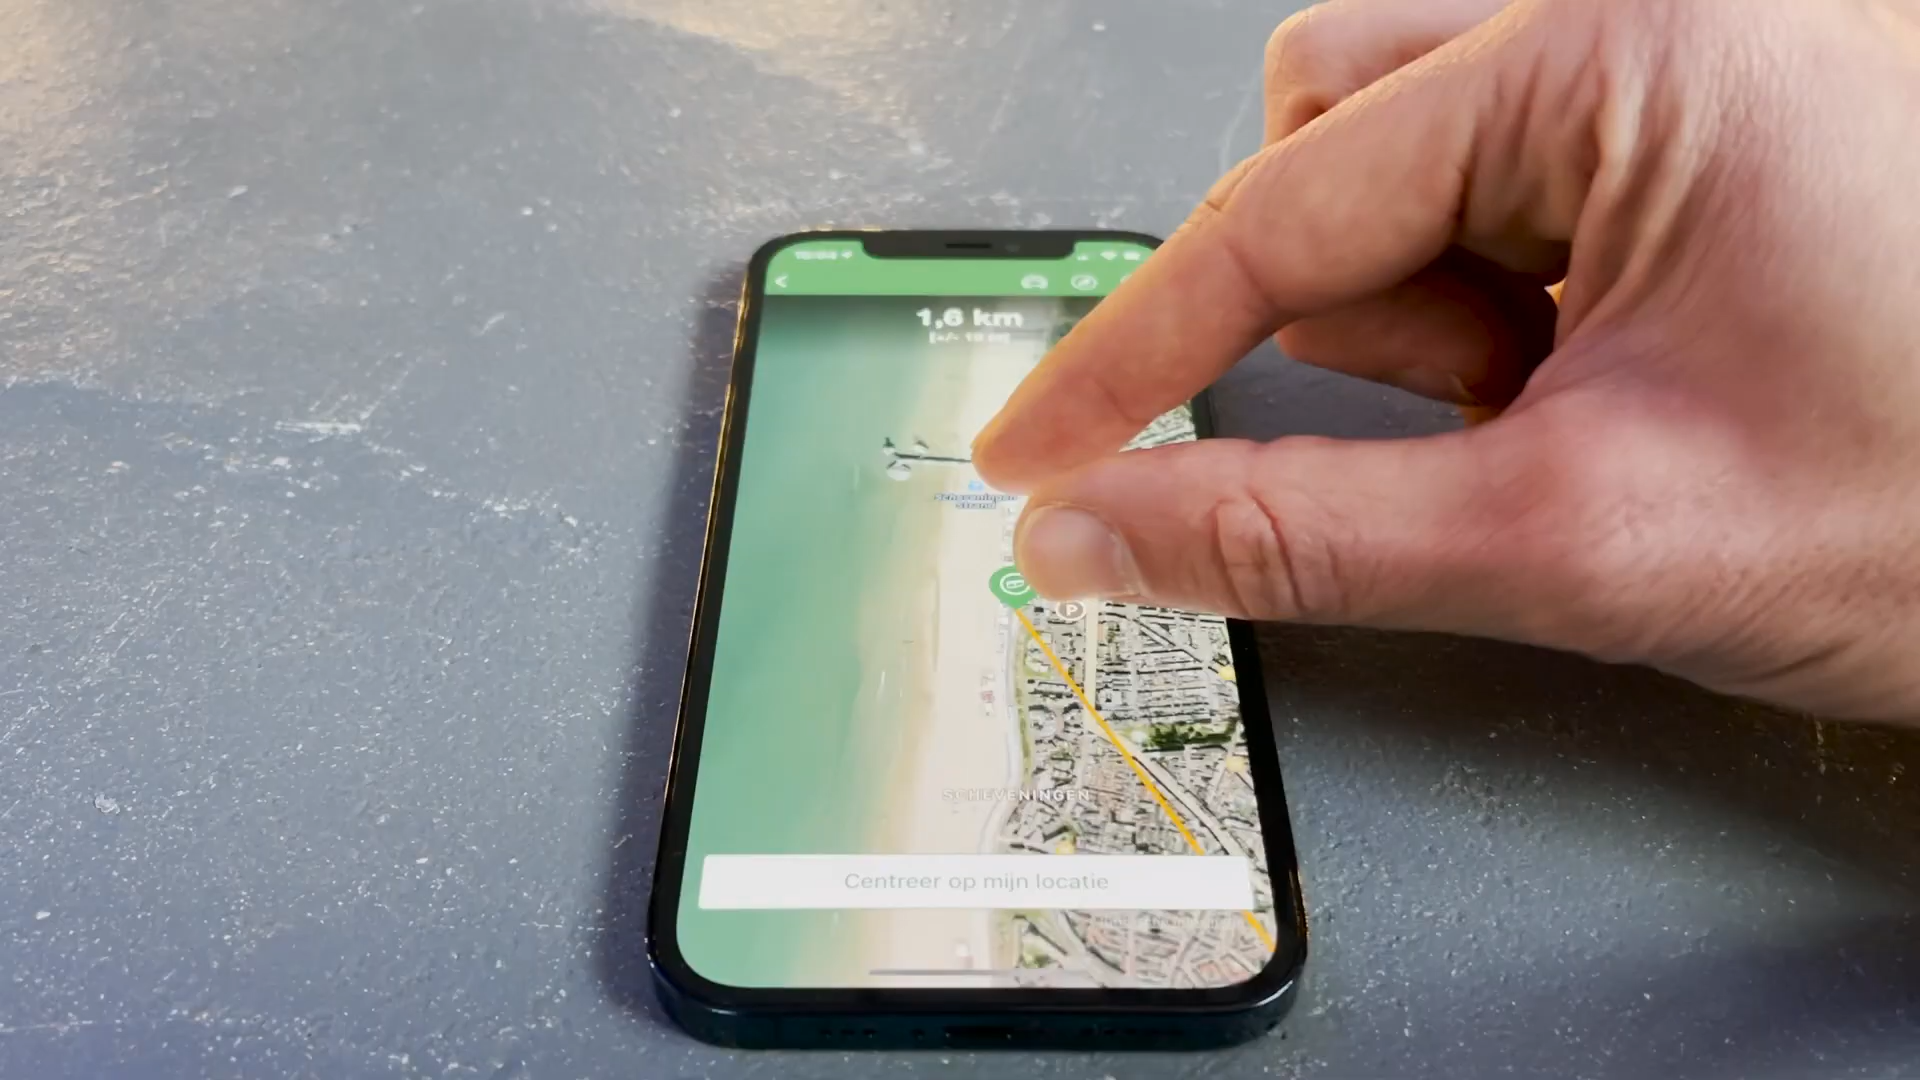 1,6 km
Scheveningen
Strand
P
SCHEVENINGEN
Centreer op mijn locatie